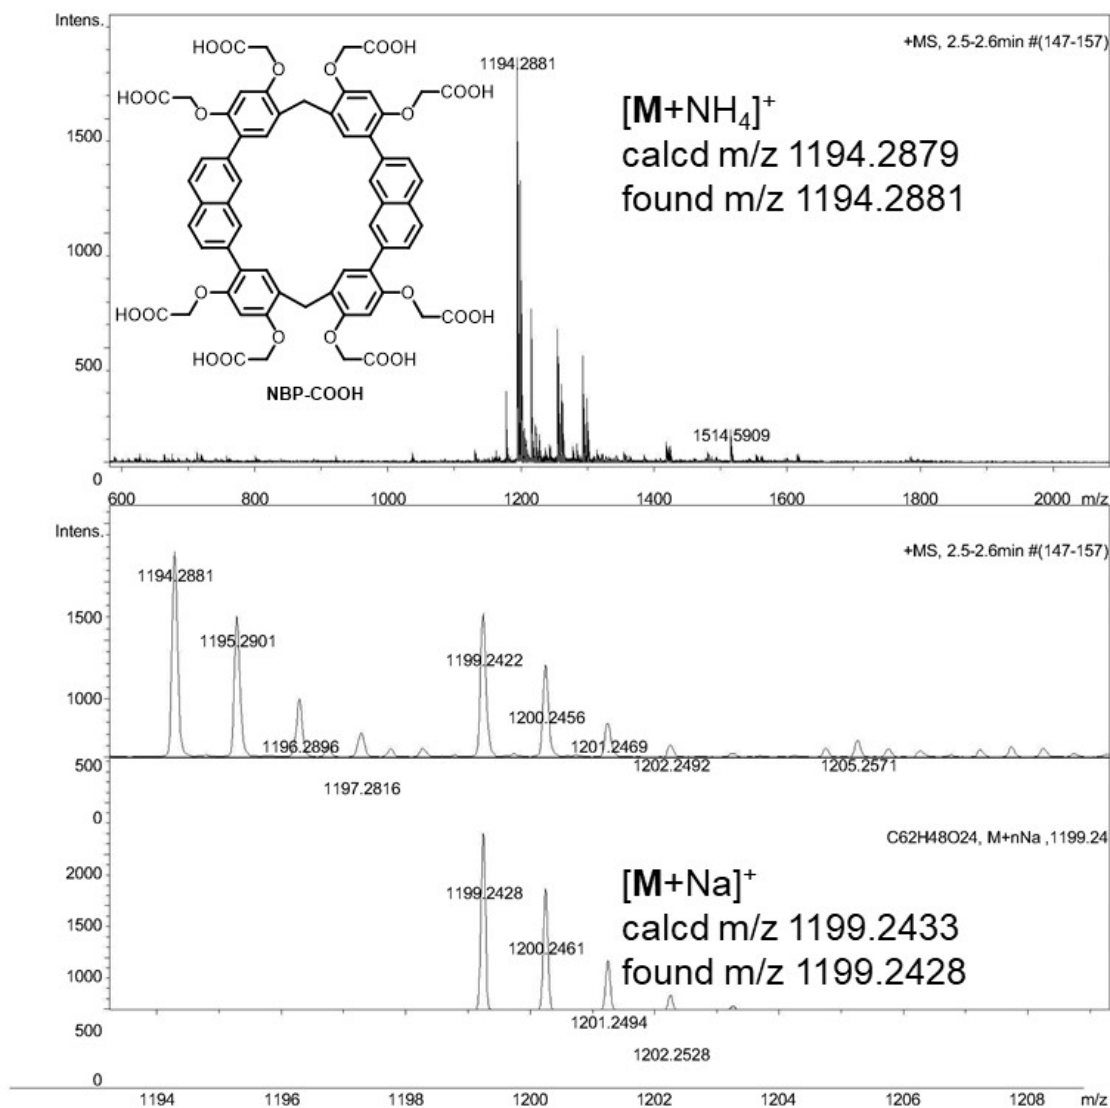 Intens.
+MS, 2.5-2.6min #(147-157)
1194.2881
HOOC
COOH
O
O
HOOC
COOH
O
O
[M+NH₄]⁺
calcd m/z 1194.2879
found m/z 1194.2881
1500
1000
500
0
HOOC
O
O
COOH
O
O
HOOC
COOH
NBP-COOH
1514.5909
600 800 1000 1200 1400 1600 1800 2000 m/z
Intens.
+MS, 2.5-2.6min #(147-157)
1194.2881
1500
1195.2901
1199.2422
1000
1200.2456
1196.2896
1201.2469
500
1202.2492
1205.2571
1197.2816
0
C62H48O24, M+nNa ,1199.24
2000
1199.2428
[M+Na]⁺
calcd m/z 1199.2433
found m/z 1199.2428
1500
1200.2461
1000
1201.2494
500
1202.2528
0
1194 1196 1198 1200 1202 1204 1206 1208 m/z